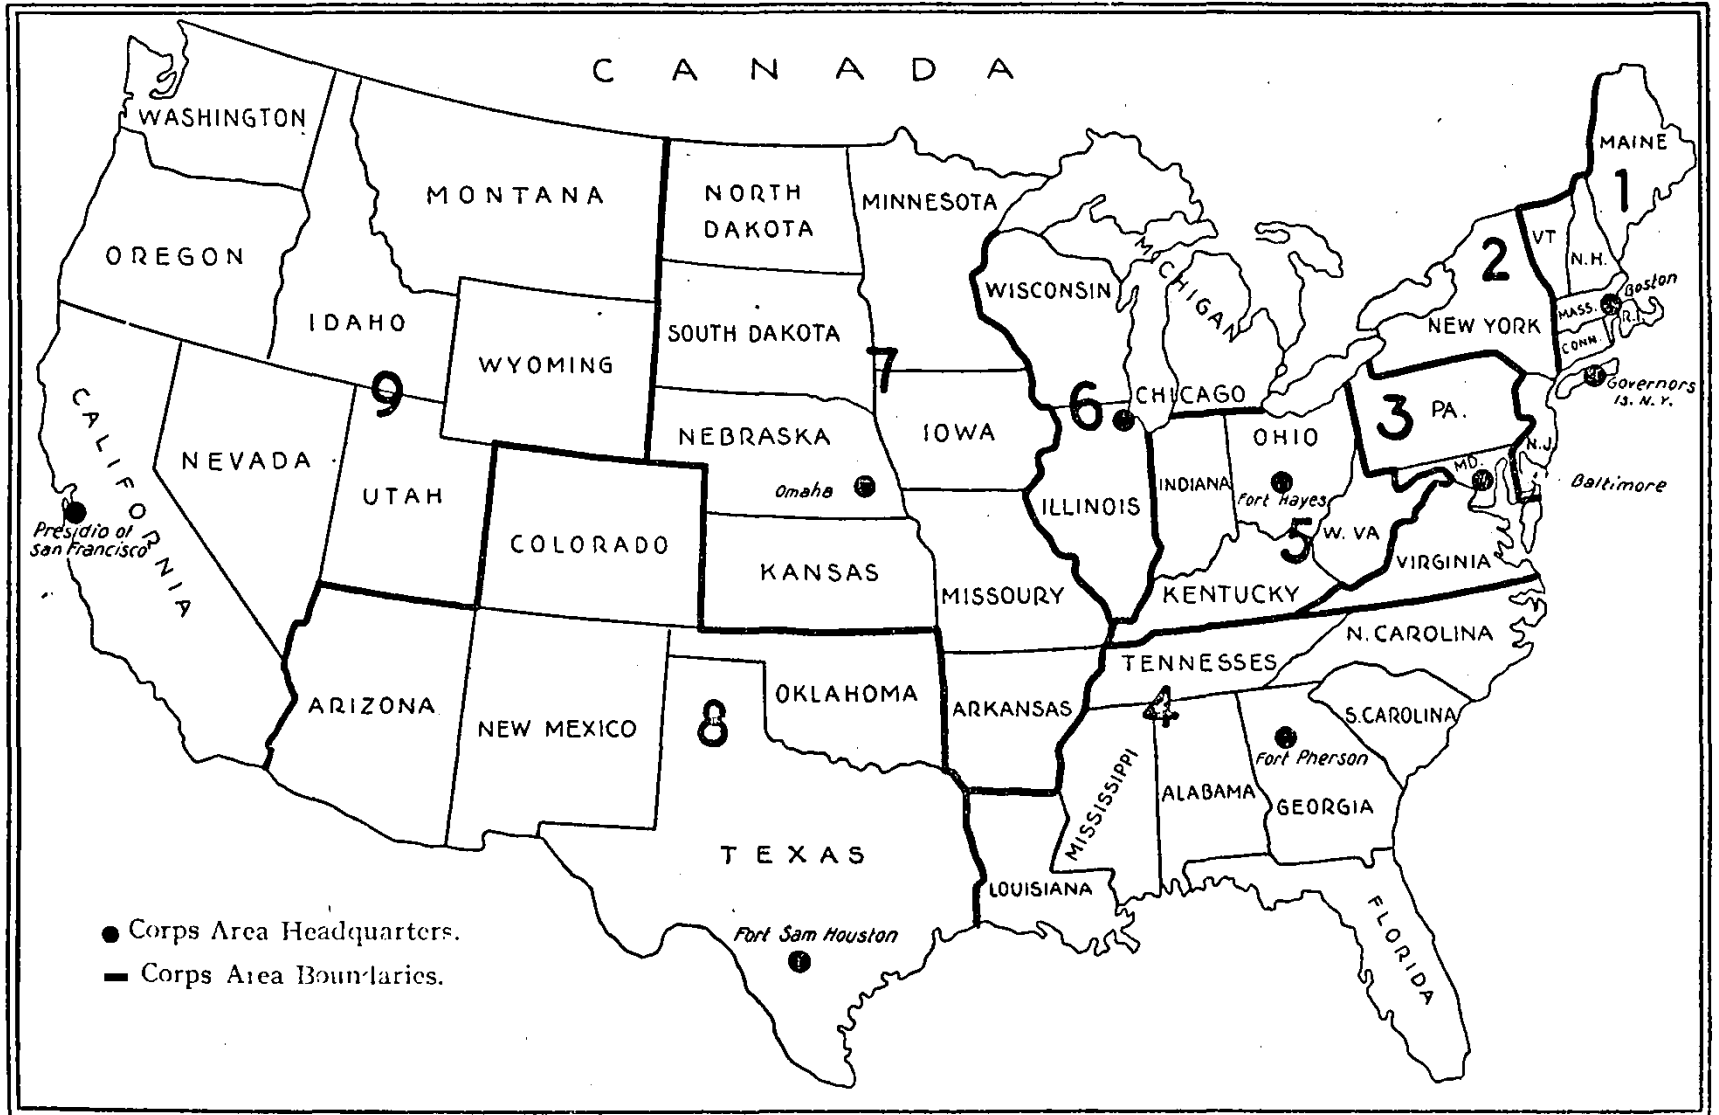 CANADA
WASHINGTON
MONTANA
NORTH
DAKOTA
MINNESOTA
MAINE
1
OREGON
IDAHO
WYOMING
SOUTH DAKOTA
WISCONSIN
MICHIGAN
2
VT
N.H.
Boston
MASS.
R.I.
CONN.
NEW YORK
Governors
Is. N.Y.
9
7
6
CHICAGO
3
PA.
CALIFORNIA
NEVADA
UTAH
NEBRASKA
Omaha
IOWA
ILLINOIS
INDIANA
OHIO
Fort Hayes
N.J.
MD.
Baltimore
Presidio of
San Francisco
COLORADO
KANSAS
MISSOURY
5
W. VA
VIRGINIA
KENTUCKY
N. CAROLINA
TENNESSES
ARIZONA
NEW MEXICO
8
OKLAHOMA
ARKANSAS
4
S. CAROLINA
Fort Pherson
MISSISSIPPI
ALABAMA
GEORGIA
TEXAS
LOUISIANA
FLORIDA
Fort Sam Houston
Corps Area Headquarters.
Corps Area Boundaries.